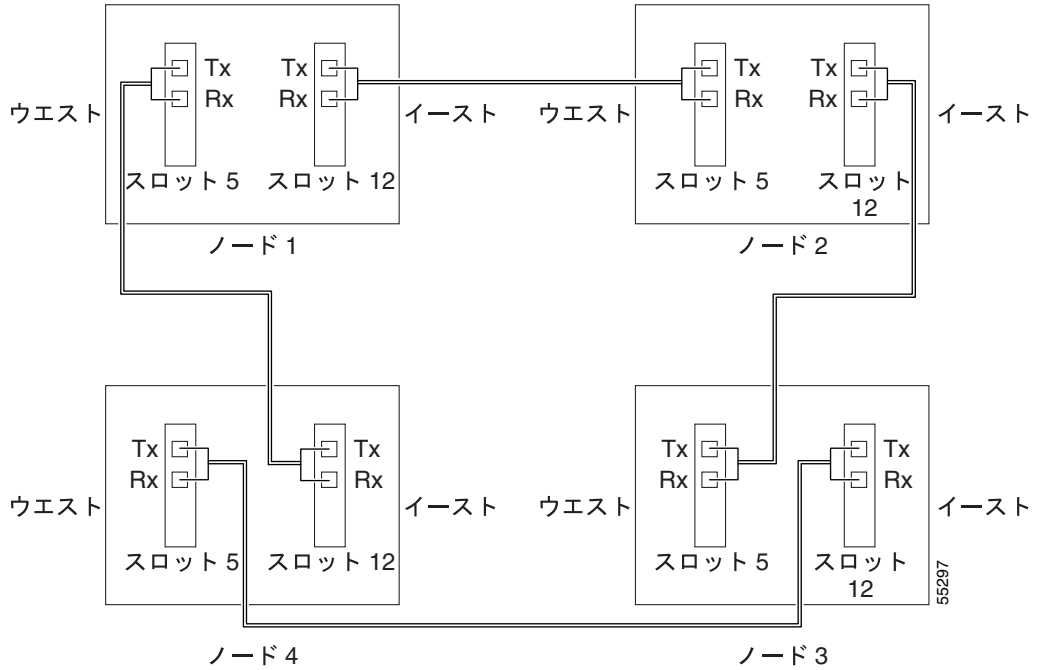 Tx Tx Tx Tx
Rx Rx Rx Rx
ウエスト イースト ウエスト イースト
スロット 5 スロット 12 スロット 5 スロット
12
ノード 1 ノード 2
Tx Tx Tx Tx
Rx Rx Rx Rx
ウエスト イースト ウエスト イースト
スロット 5 スロット 12 スロット 5 スロット
12
55297
ノード 4 ノード 3